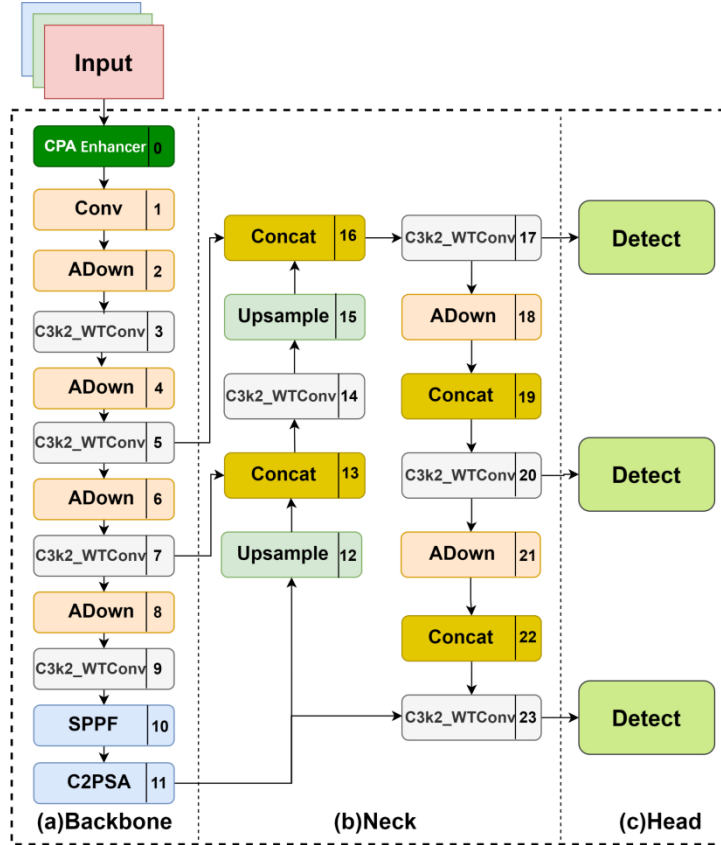 Input
CPA Enhancer 0
Conv 1
ADown 2
C3k2_WTConv 3
ADown 4
C3k2_WTConv 5
ADown 6
C3k2_WTConv 7
ADown 8
C3k2_WTConv 9
SPPF 10
C2PSA 11
(a)Backbone
Concat 16
Upsample 15
C3k2_WTConv 14
Concat 13
Upsample 12
C3k2_WTConv 17
ADown 18
Concat 19
C3k2_WTConv 20
ADown 21
Concat 22
C3k2_WTConv 23
(b)Neck
Detect
Detect
Detect
(c)Head